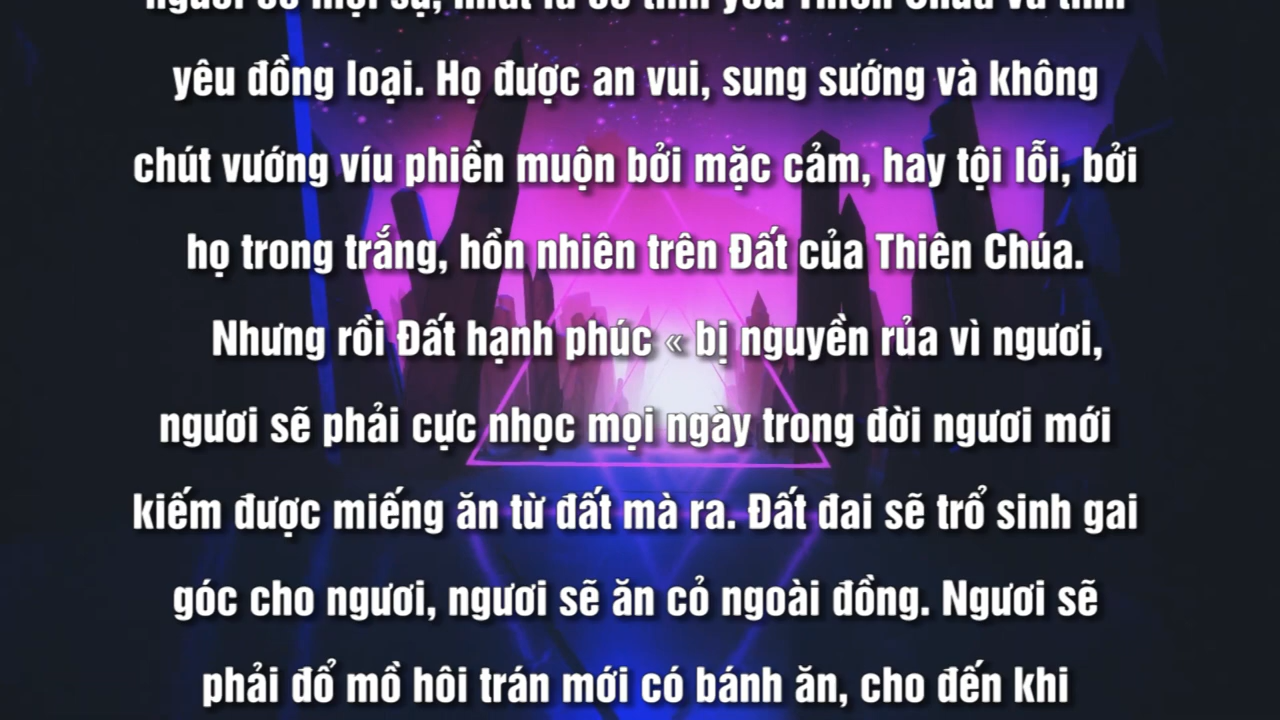 người có mọi sự, nhất là có tình yêu Thiên Chúa và tình
yêu đồng loại. Họ được an vui, sung sướng và không
chút vướng víu phiền muộn bởi mặc cảm, hay tội lỗi, bởi
họ trong trắng, hồn nhiên trên Đất của Thiên Chúa.
Nhưng rồi Đất hạnh phúc « bị nguyền rủa vì ngươi,
ngươi sẽ phải cực nhọc mọi ngày trong đời ngươi mới
kiếm được miếng ăn từ đất mà ra. Đất đai sẽ trổ sinh gai
góc cho ngươi, ngươi sẽ ăn cỏ ngoài đồng. Ngươi sẽ
phải đổ mồ hôi trán mới có bánh ăn, cho đến khi